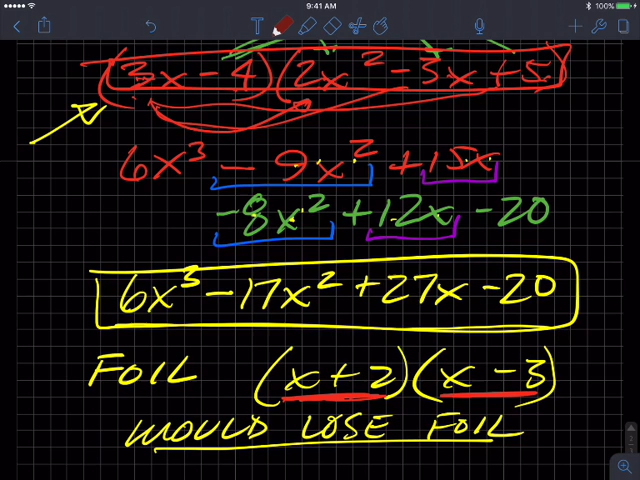 9:41 AM
100%
(3x - 4)(2x² - 3x + 5)
6x³ - 9x² + 15x
-8x² + 12x - 20
6x³ - 17x² + 27x - 20
FOIL (x + 2)(x - 3)
WOULD LOSE FOIL